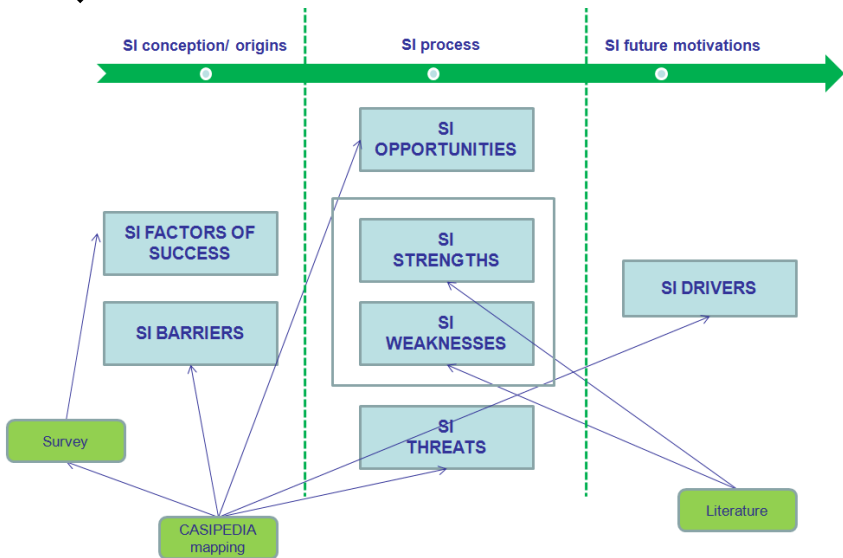 SI conception/ origins
SI process
SI future motivations
SI
OPPORTUNITIES
SI FACTORS OF
SUCCESS
SI
STRENGTHS
SI DRIVERS
SI BARRIERS
SI
WEAKNESSES
Survey
SI
THREATS
CASIPEDIA
mapping
Literature